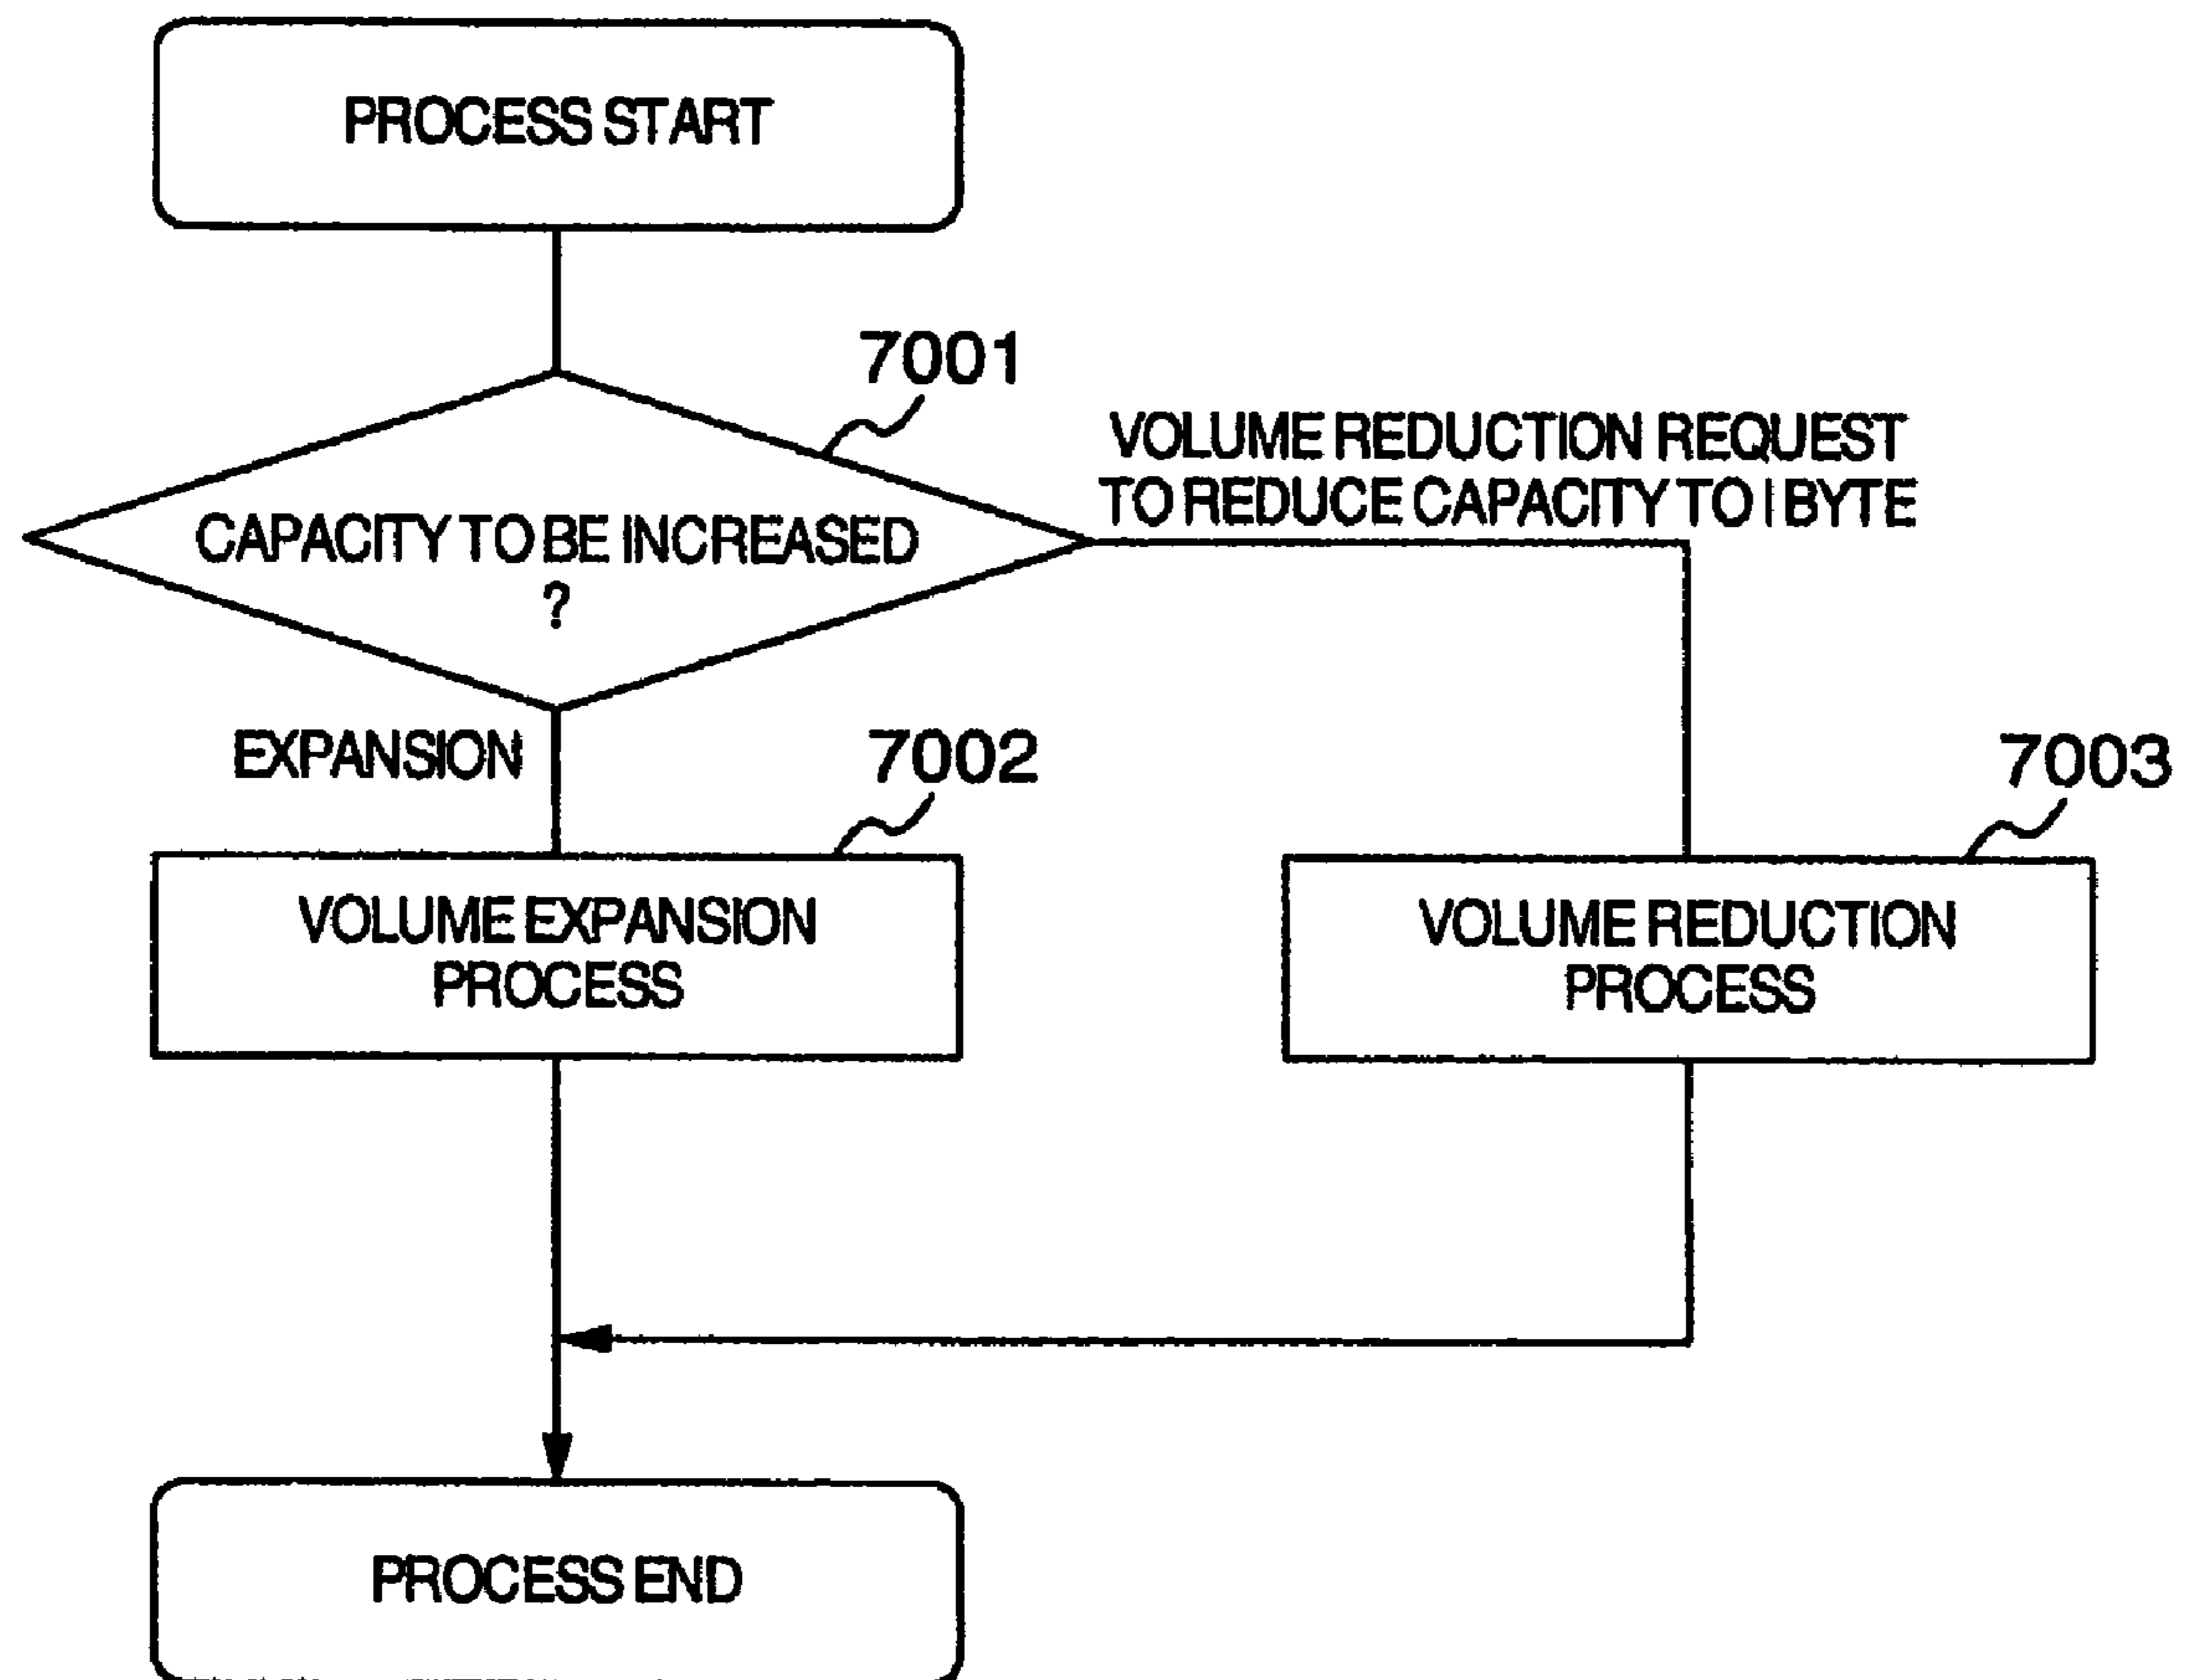 PROCESS START
7001
VOLUME REDUCTION REQUEST
TO REDUCE CAPACITY TO I BYTE
CAPACITY TO BE INCREASED
?
EXPANSION
7002
7003
VOLUME EXPANSION
PROCESS
VOLUME REDUCTION
PROCESS
PROCESS END